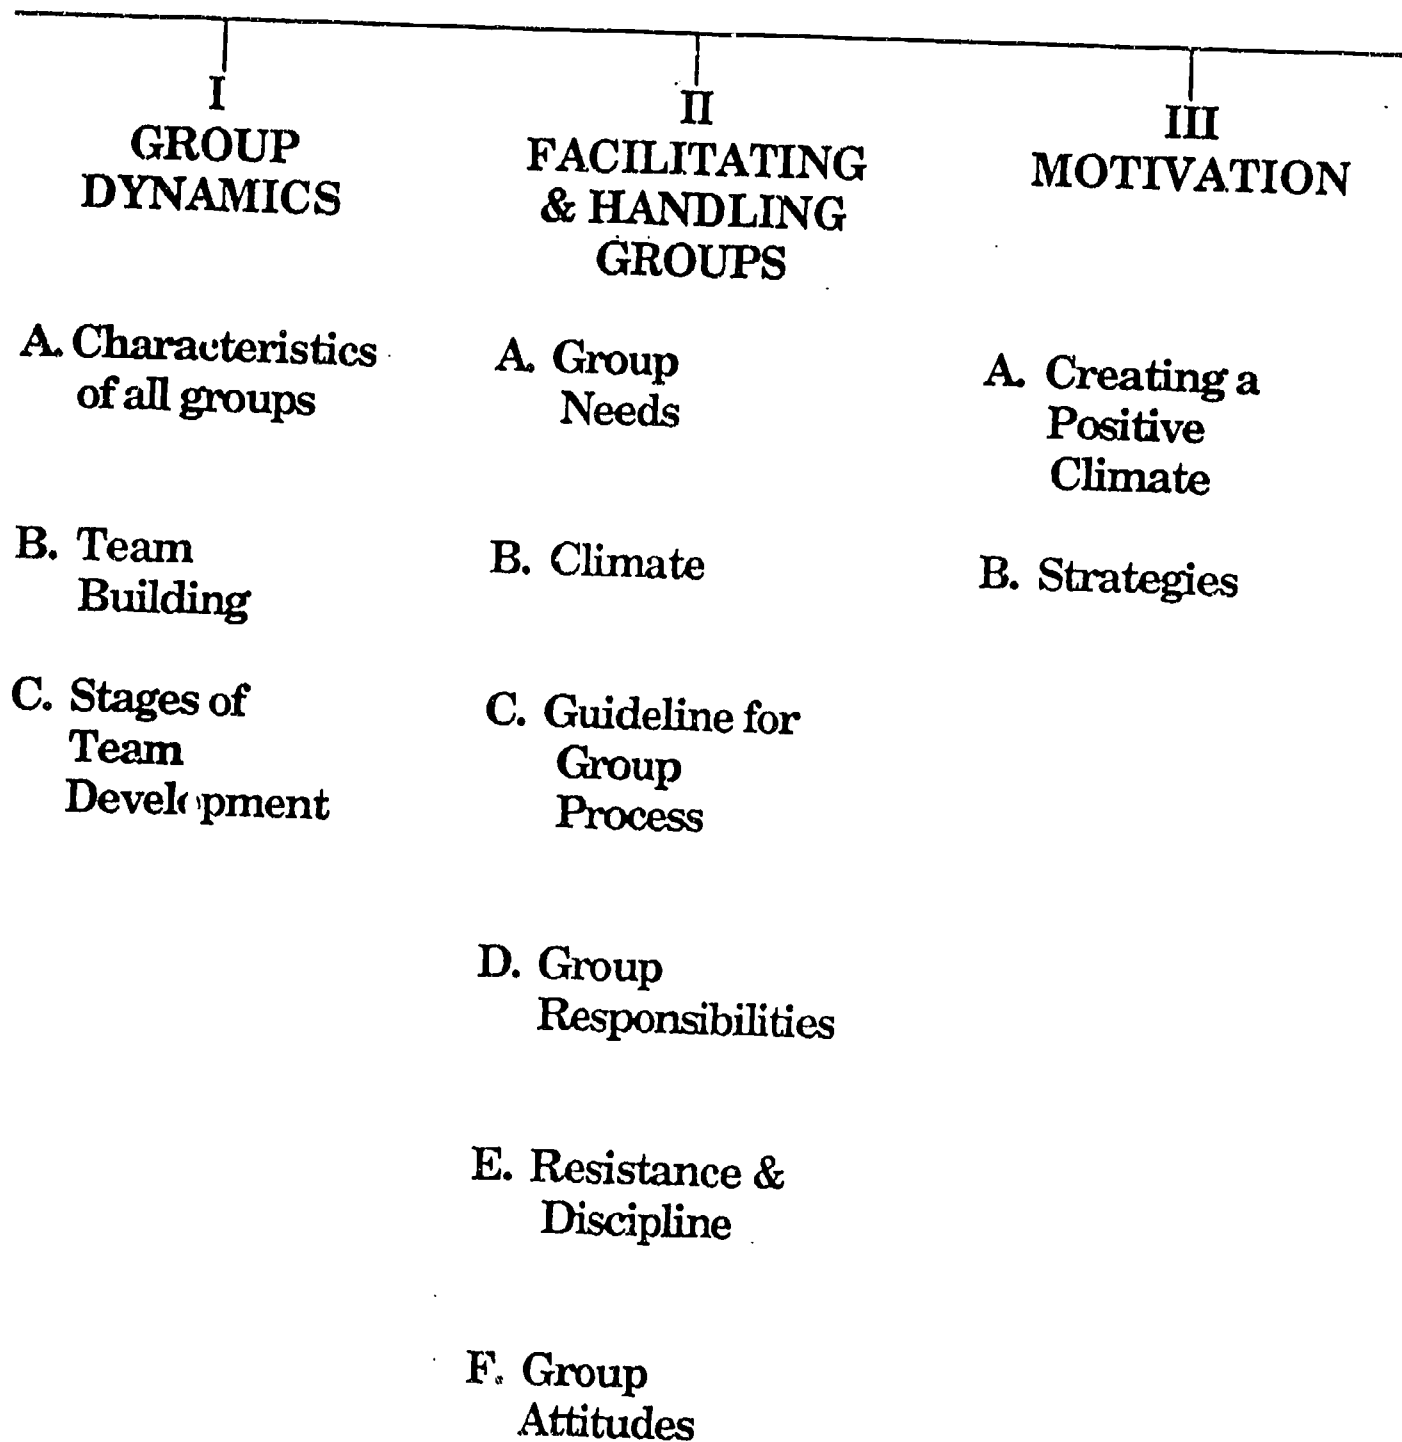 I
GROUP
DYNAMICS
A. Characteristics
of all groups
B. Team
Building
C. Stages of
Team
Development
II
FACILITATING
& HANDLING
GROUPS
A. Group
Needs
B. Climate
C. Guideline for
Group
Process
D. Group
Responsibilities
E. Resistance &
Discipline
F. Group
Attitudes
III
MOTIVATION
A. Creating a
Positive
Climate
B. Strategies